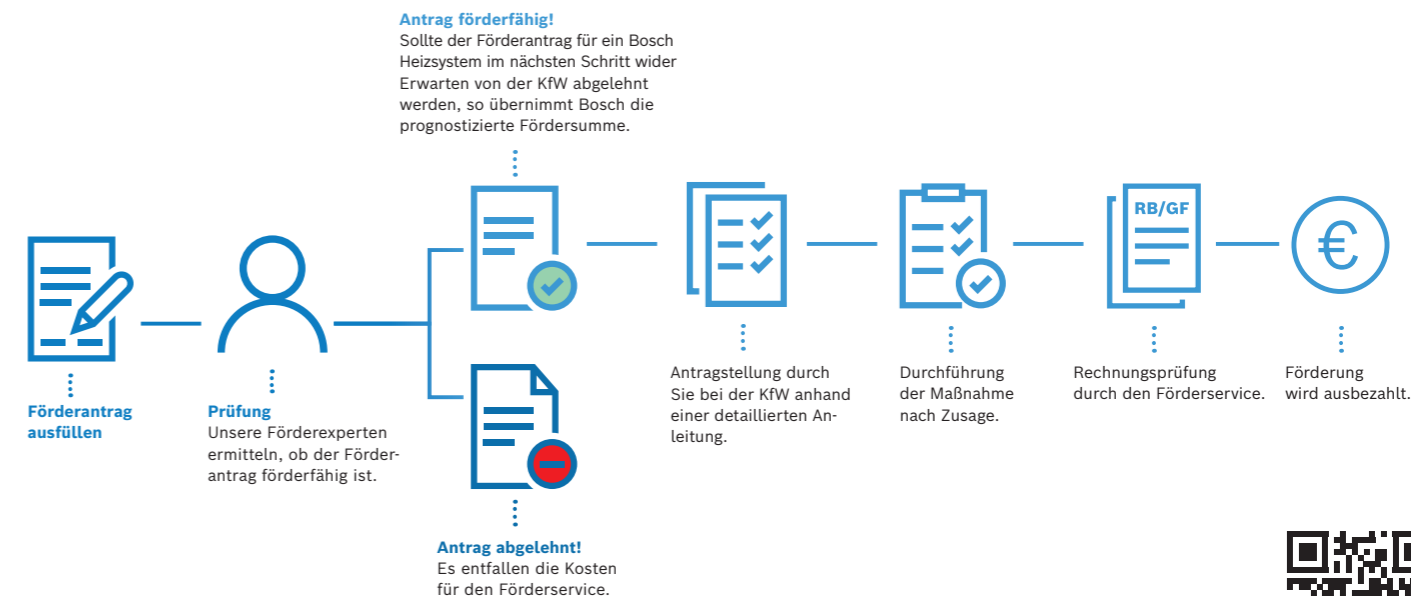 Antrag förderfähig!
Sollte der Förderantrag für ein Bosch
Heizsystem im nächsten Schritt wider
Erwarten von der KfW abgelehnt
werden, so übernimmt Bosch die
prognostizierte Fördersumme.
Förderantrag
ausfüllen
Prüfung
Unsere Förderexperten
ermitteln, ob der Förder-
antrag förderfähig ist.
Antrag abgelehnt!
Es entfallen die Kosten
für den Förderservice.
Antragstellung durch
Sie bei der KfW anhand
einer detaillierten An-
leitung.
Durchführung
der Maßnahme
nach Zusage.
RB/GF
Rechnungsprüfung
durch den Förderservice.
€
Förderung
wird ausbezahlt.